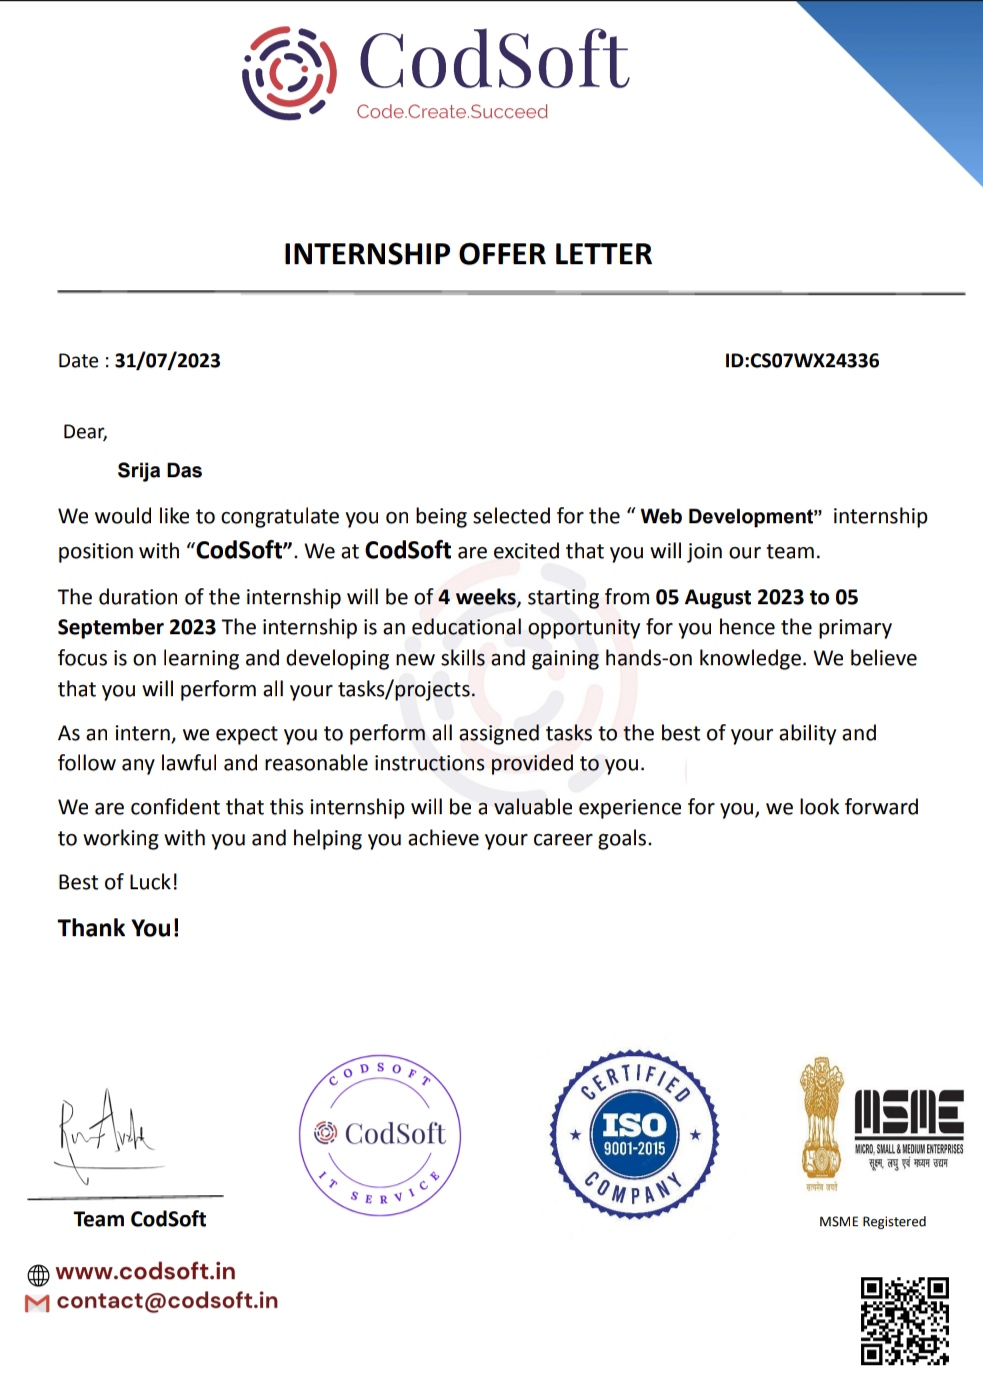 CodSoft
Code.Create.Succeed
INTERNSHIP OFFER LETTER
Date : 31/07/2023 ID:CS07WX24336
Dear,
Srija Das
We would like to congratulate you on being selected for the “ Web Development” internship
position with “CodSoft”. We at CodSoft are excited that you will join our team.
The duration of the internship will be of 4 weeks, starting from 05 August 2023 to 05
September 2023 The internship is an educational opportunity for you hence the primary
focus is on learning and developing new skills and gaining hands-on knowledge. We believe
that you will perform all your tasks/projects.
As an intern, we expect you to perform all assigned tasks to the best of your ability and
follow any lawful and reasonable instructions provided to you.
We are confident that this internship will be a valuable experience for you, we look forward
to working with you and helping you achieve your career goals.
Best of Luck!
Thank You!
Team CodSoft
CODSOFT
CodSoft
IT SERVICE
CERTIFIED
ISO
9001-2015
COMPANY
सत्यमेव जयते
MSME
MICRO, SMALL & MEDIUM ENTERPRISES
सूक्ष्म, लघु एवं मध्यम उद्यम
MSME Registered
www.codsoft.in
contact@codsoft.in